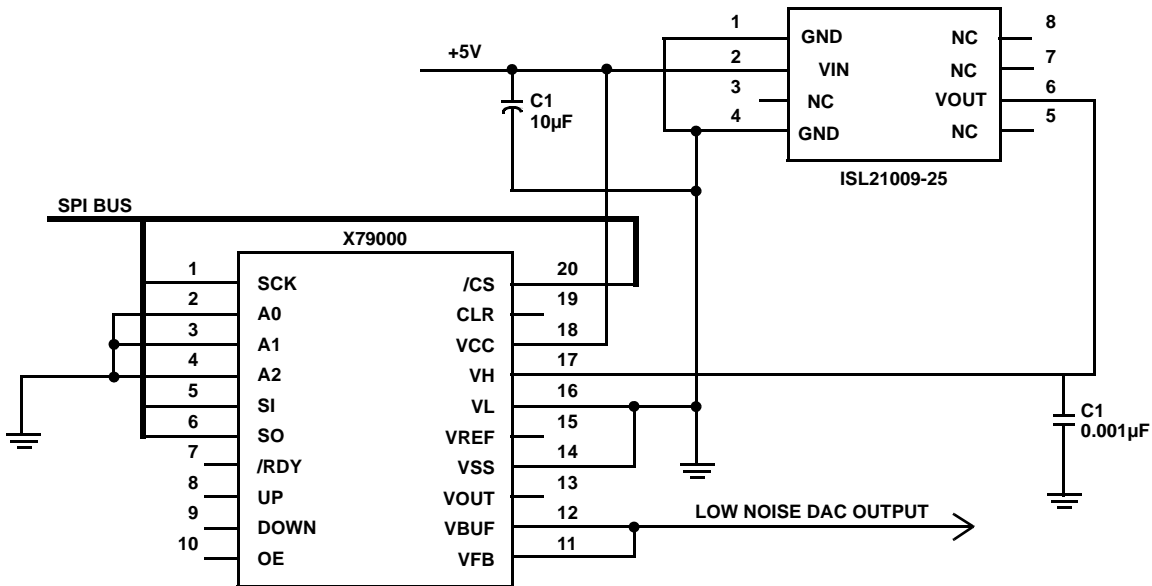 1 GND NC 8
+5V 2 VIN NC 7
3 NC VOUT 6
4 GND NC 5
C1
10µF
ISL21009-25
SPI BUS
X79000
1 SCK /CS 20
2 A0 CLR 19
3 A1 VCC 18
4 A2 VH 17
5 SI VL 16
6 SO VREF 15
7 /RDY VSS 14
8 UP VOUT 13
9 DOWN VBUF 12
10 OE VFB 11
C1
0.001µF
LOW NOISE DAC OUTPUT